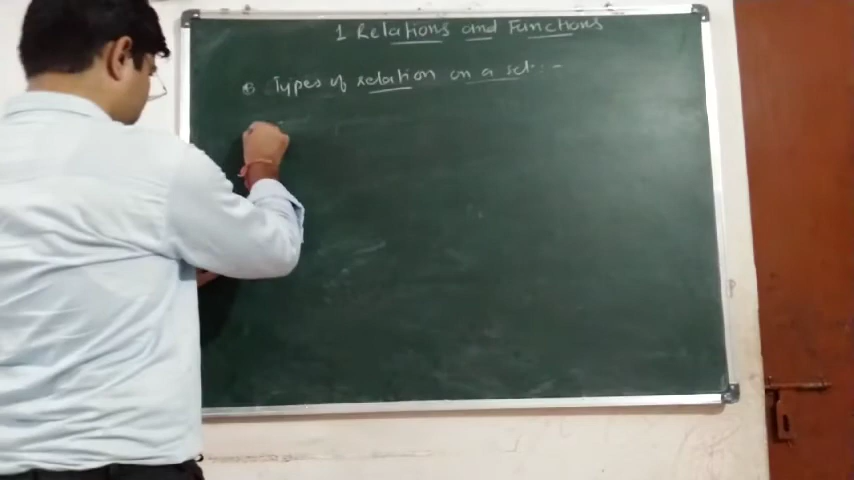 1 Relations and Functions
⊛ Types of relation on a set :-